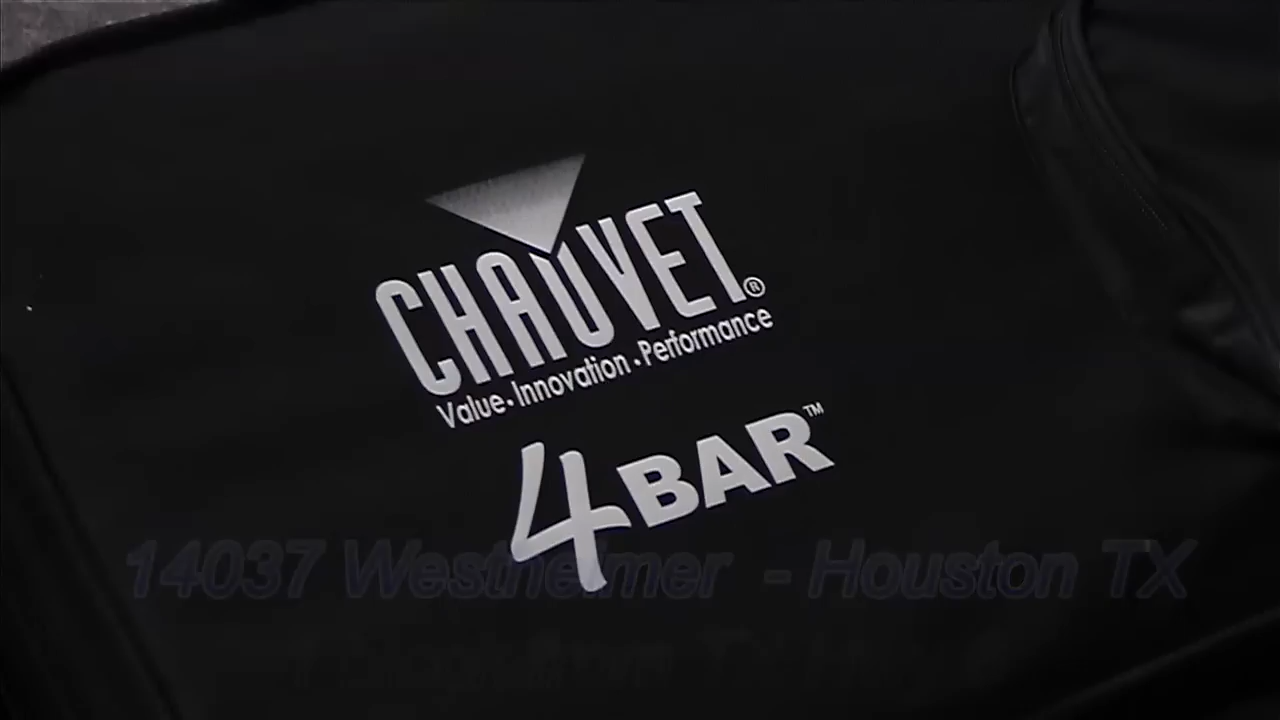 CHAUVET®
Value · Innovation · Performance
4BAR™
14037 Westheimer - Houston TX